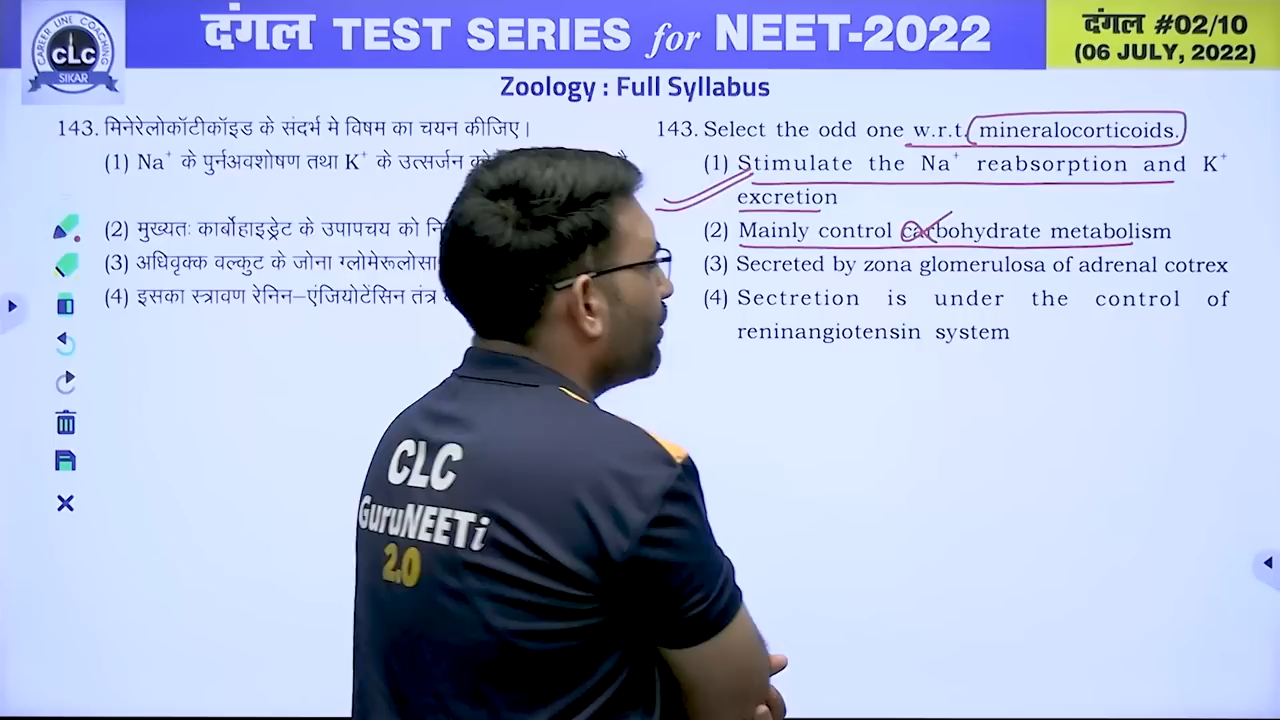 CAREER LINE COACHING
CLC
SIKAR
दंगल TEST SERIES for NEET-2022
दंगल #02/10
(06 JULY, 2022)
Zoology : Full Syllabus
143. मिनेरेलोकॉटीकॉइड के संदर्भ मे विषम का चयन कीजिए।
(1) Na⁺ के पुर्नअवशोषण तथा K⁺ के उत्सर्जन को
(2) मुख्यतः कार्बोहाइड्रेट के उपापचय को
(3) अधिवृक्क वल्कुट के जोना ग्लोमेरूलोसा
(4) इसका स्त्रावण रेनिन–एंजियोटेंसिन तंत्र
143. Select the odd one w.r.t. mineralocorticoids.
(1) Stimulate the Na⁺ reabsorption and K⁺
excretion
(2) Mainly control carbohydrate metabolism
(3) Secreted by zona glomerulosa of adrenal cotrex
(4) Sectretion is under the control of
reninangiotensin system
CLC
GuruNEETi
2.0